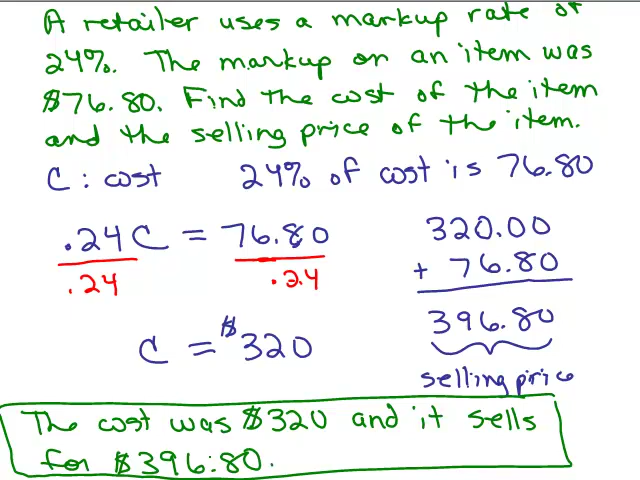 A retailer uses a markup rate of
24%. The markup on an item was
$76.80. Find the cost of the item
and the selling price of the item.
C : cost 24% of cost is 76.80
.24C = 76.80
.24 .24
C = $320
320.00
+ 76.80
396.80
selling price
The cost was $320 and it sells
for $396.80.